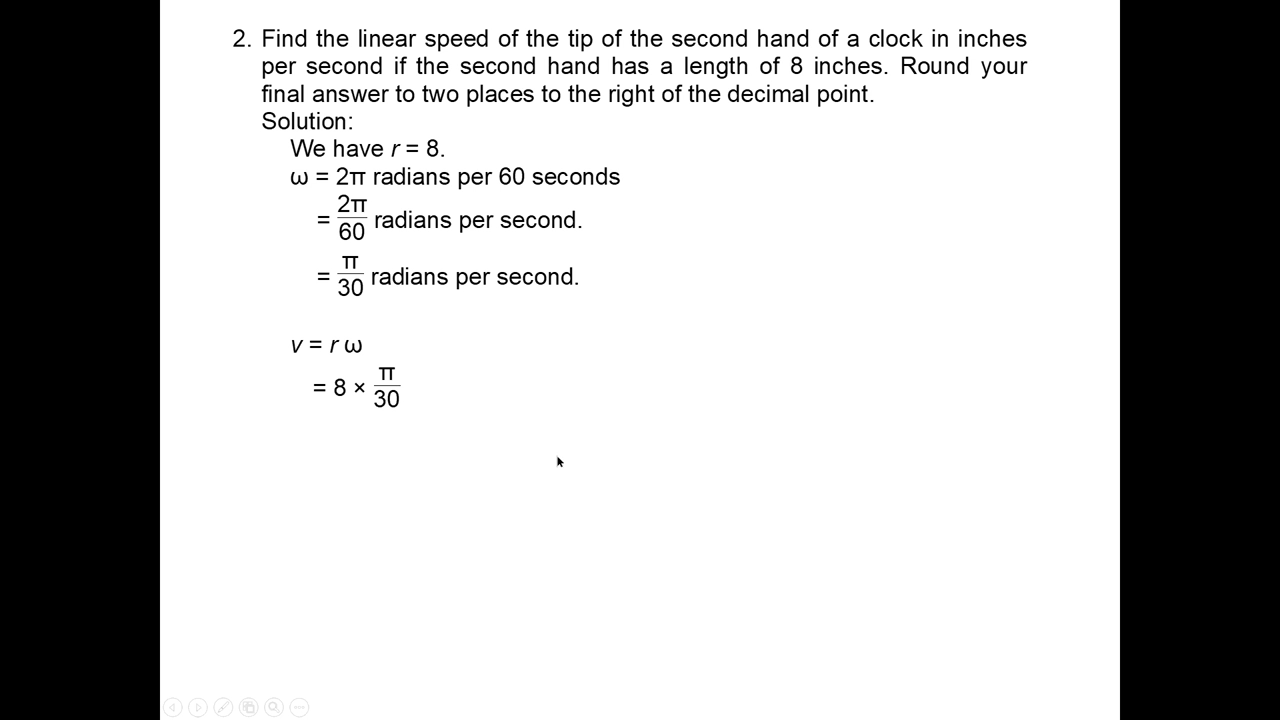 2. Find the linear speed of the tip of the second hand of a clock in inches
per second if the second hand has a length of 8 inches. Round your
final answer to two places to the right of the decimal point.
Solution:
We have r = 8.
ω = 2π radians per 60 seconds
= 2π/60 radians per second.
= π/30 radians per second.
v = r ω
= 8 × π/30